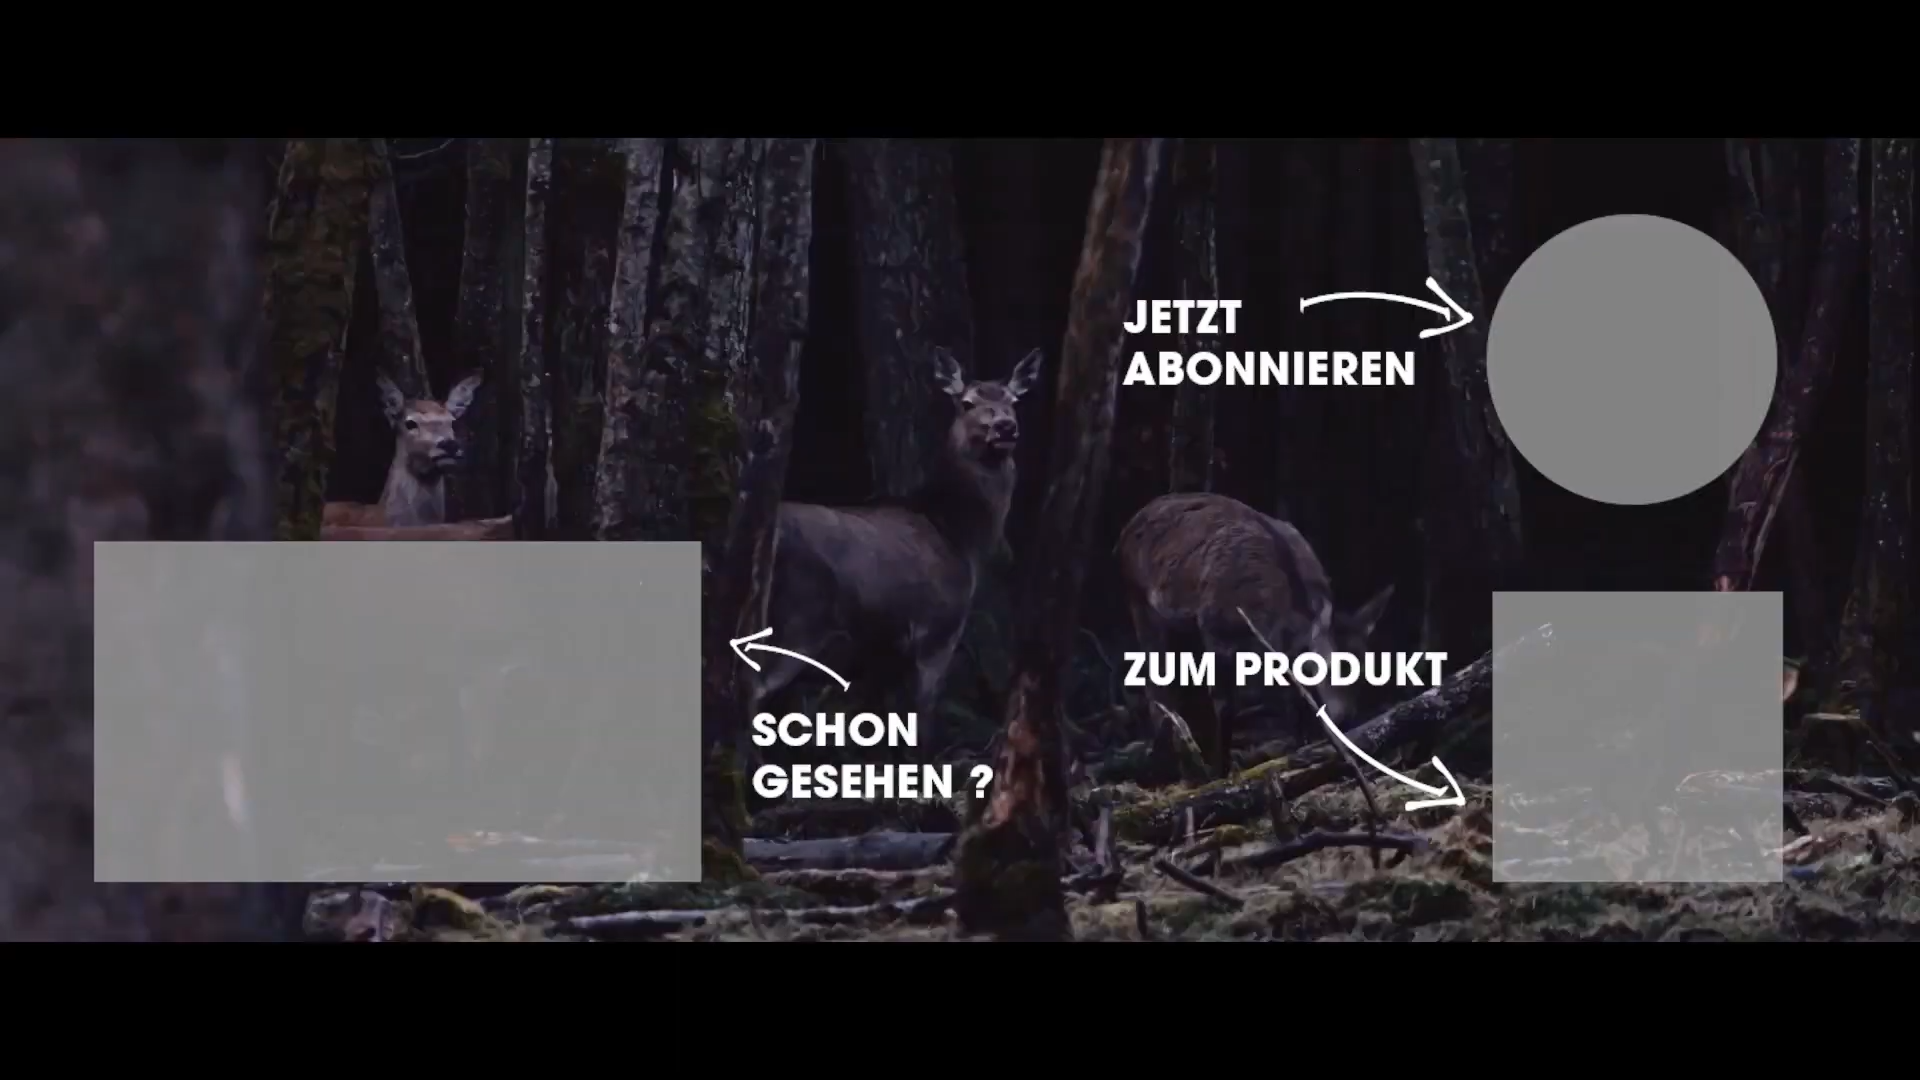 JETZT
ABONNIEREN
ZUM PRODUKT
SCHON
GESEHEN ?